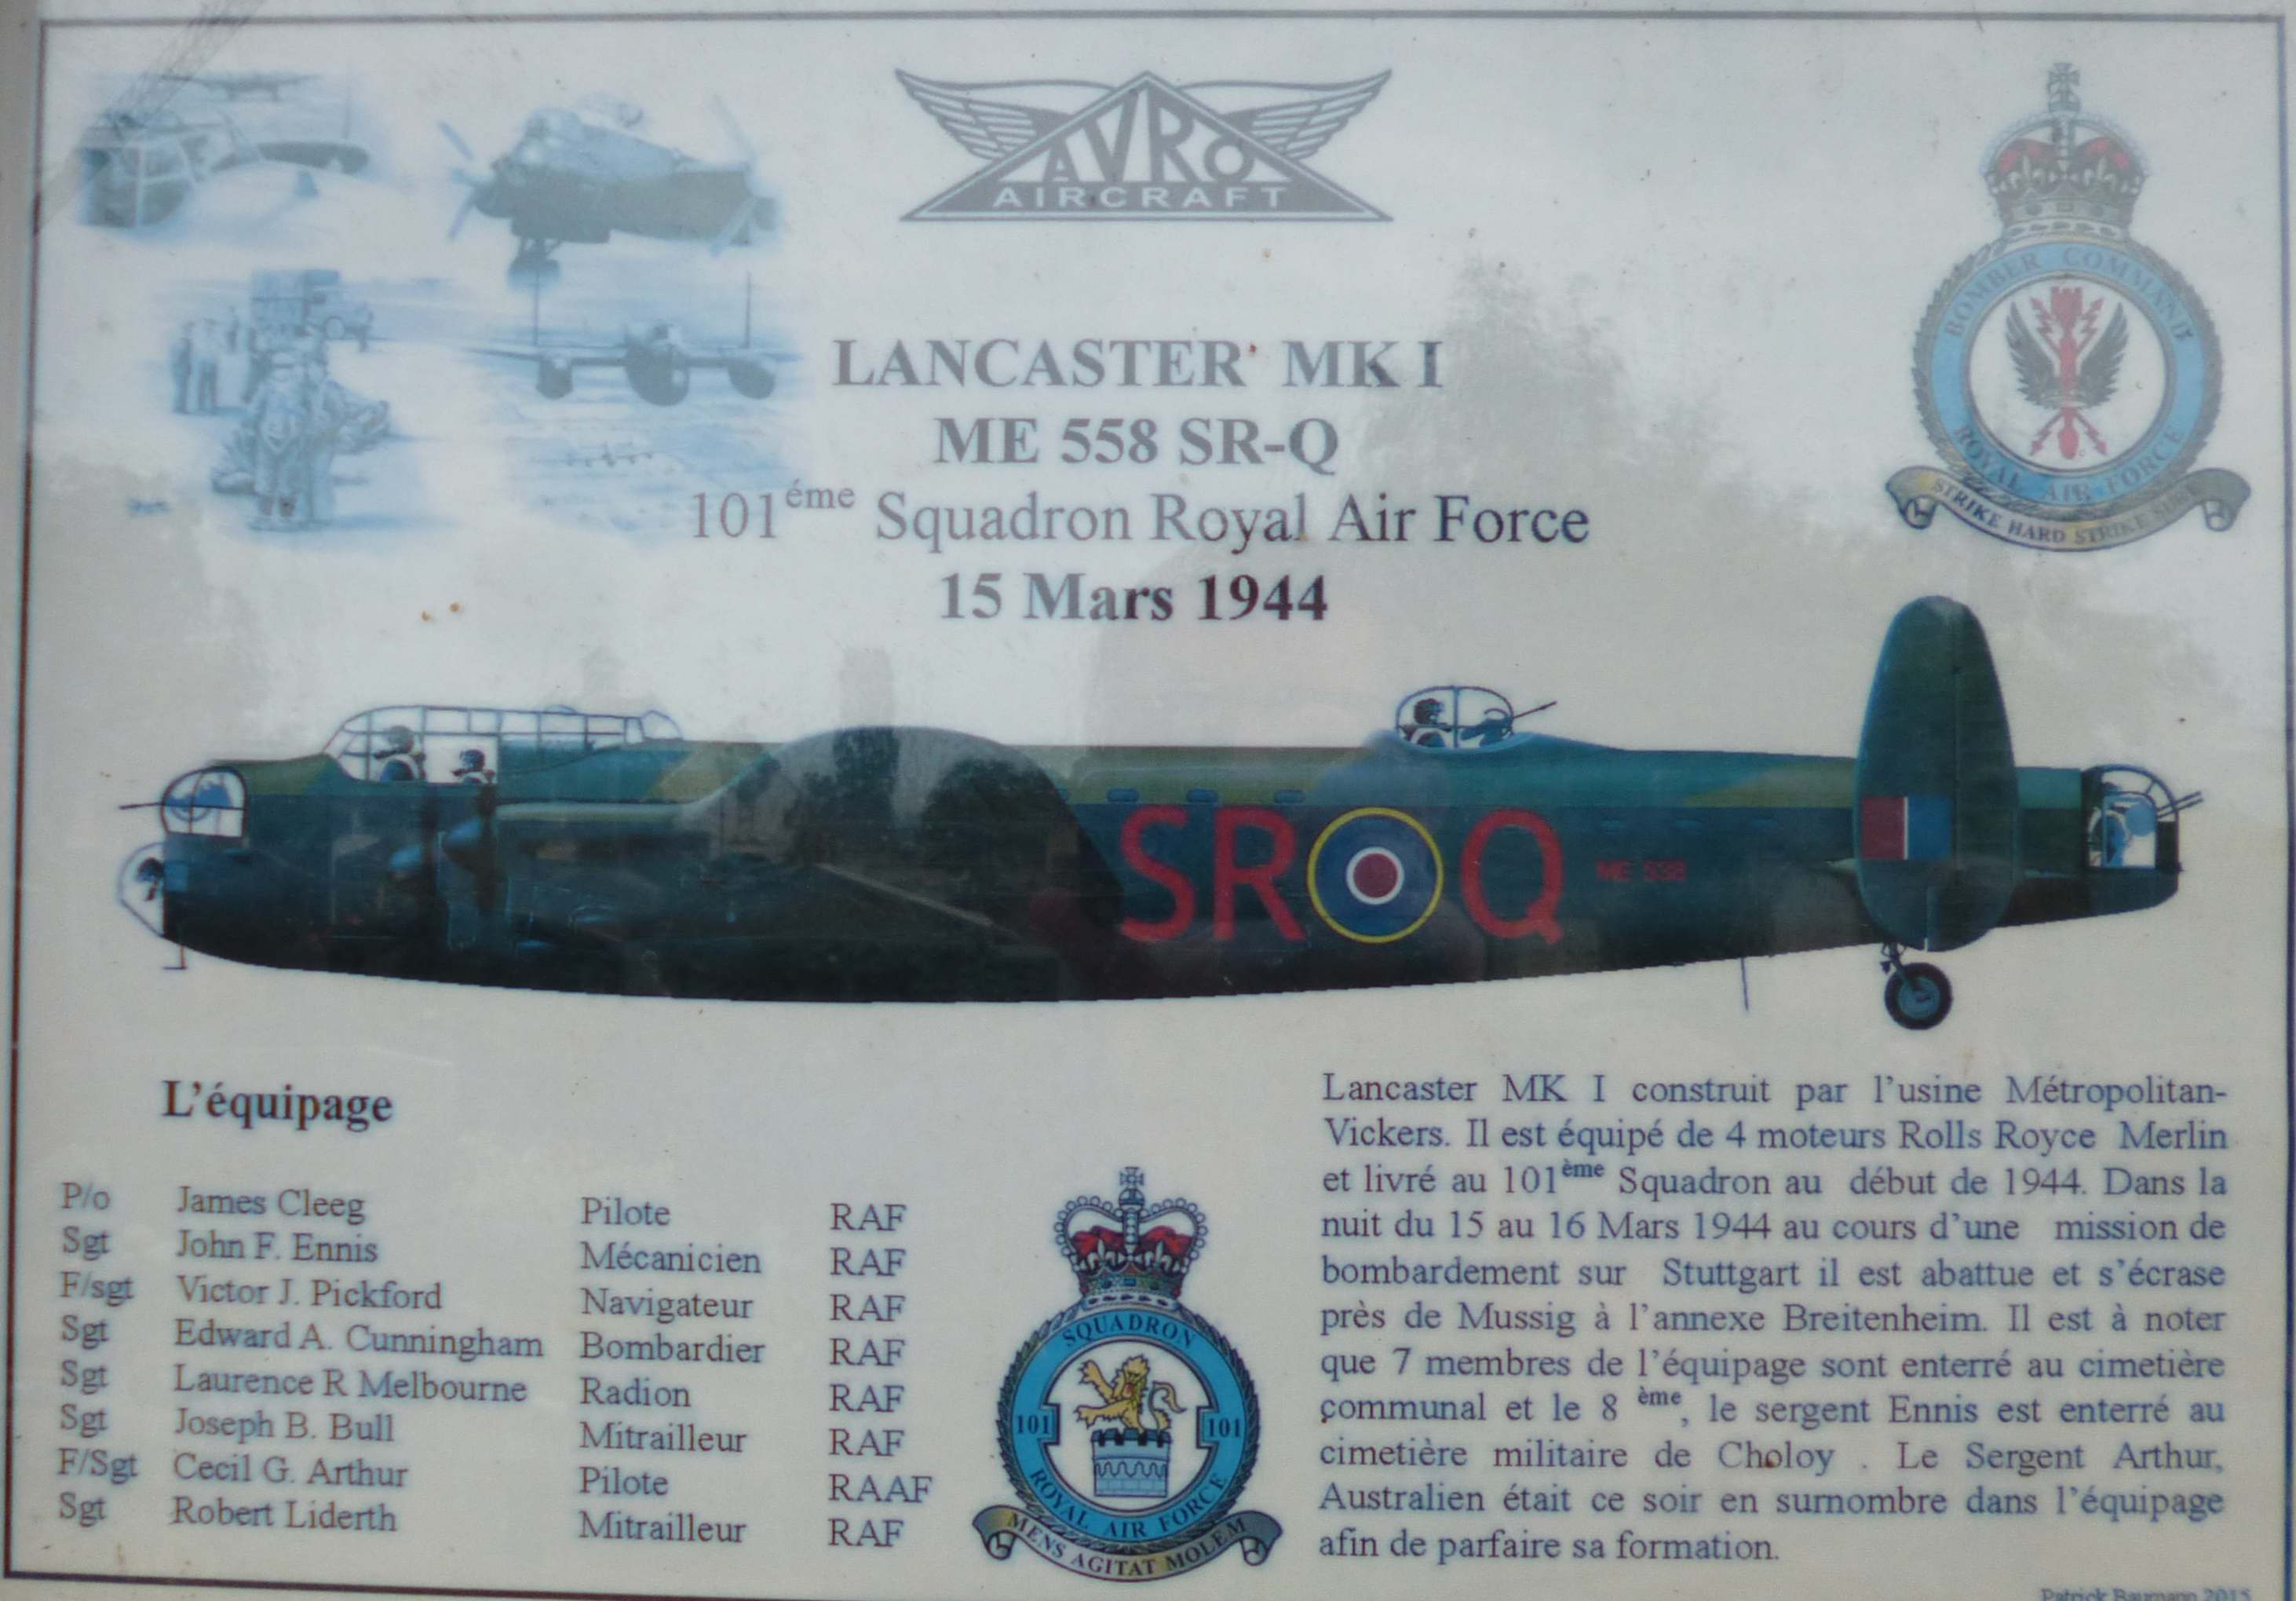 AVRO
AIRCRAFT
BOMBER COMMAND
ROYAL AIR FORCE
STRIKE HARD STRIKE SURE
LANCASTER MK I
ME 558 SR-Q
101éme Squadron Royal Air Force
15 Mars 1944
SR Q
ME 558
L'équipage
P/o James Cleeg Pilote RAF
Sgt John F. Ennis Mécanicien RAF
F/sgt Victor J. Pickford Navigateur RAF
Sgt Edward A. Cunningham Bombardier RAF
Sgt Laurence R Melbourne Radion RAF
Sgt Joseph B. Bull Mitrailleur RAF
F/Sgt Cecil G. Arthur Pilote RAAF
Sgt Robert Liderth Mitrailleur RAF
SQUADRON
101 101
ROYAL AIR FORCE
MENS AGITAT MOLEM
Lancaster MK I construit par l'usine Métropolitan-
Vickers. Il est équipé de 4 moteurs Rolls Royce Merlin
et livré au 101ème Squadron au début de 1944. Dans la
nuit du 15 au 16 Mars 1944 au cours d'une mission de
bombardement sur Stuttgart il est abattue et s'écrase
près de Mussig à l'annexe Breitenheim. Il est à noter
que 7 membres de l'équipage sont enterré au cimetière
communal et le 8 ème, le sergent Ennis est enterré au
cimetière militaire de Choloy . Le Sergent Arthur,
Australien était ce soir en surnombre dans l'équipage
afin de parfaire sa formation.
Patrick Baumann 2015